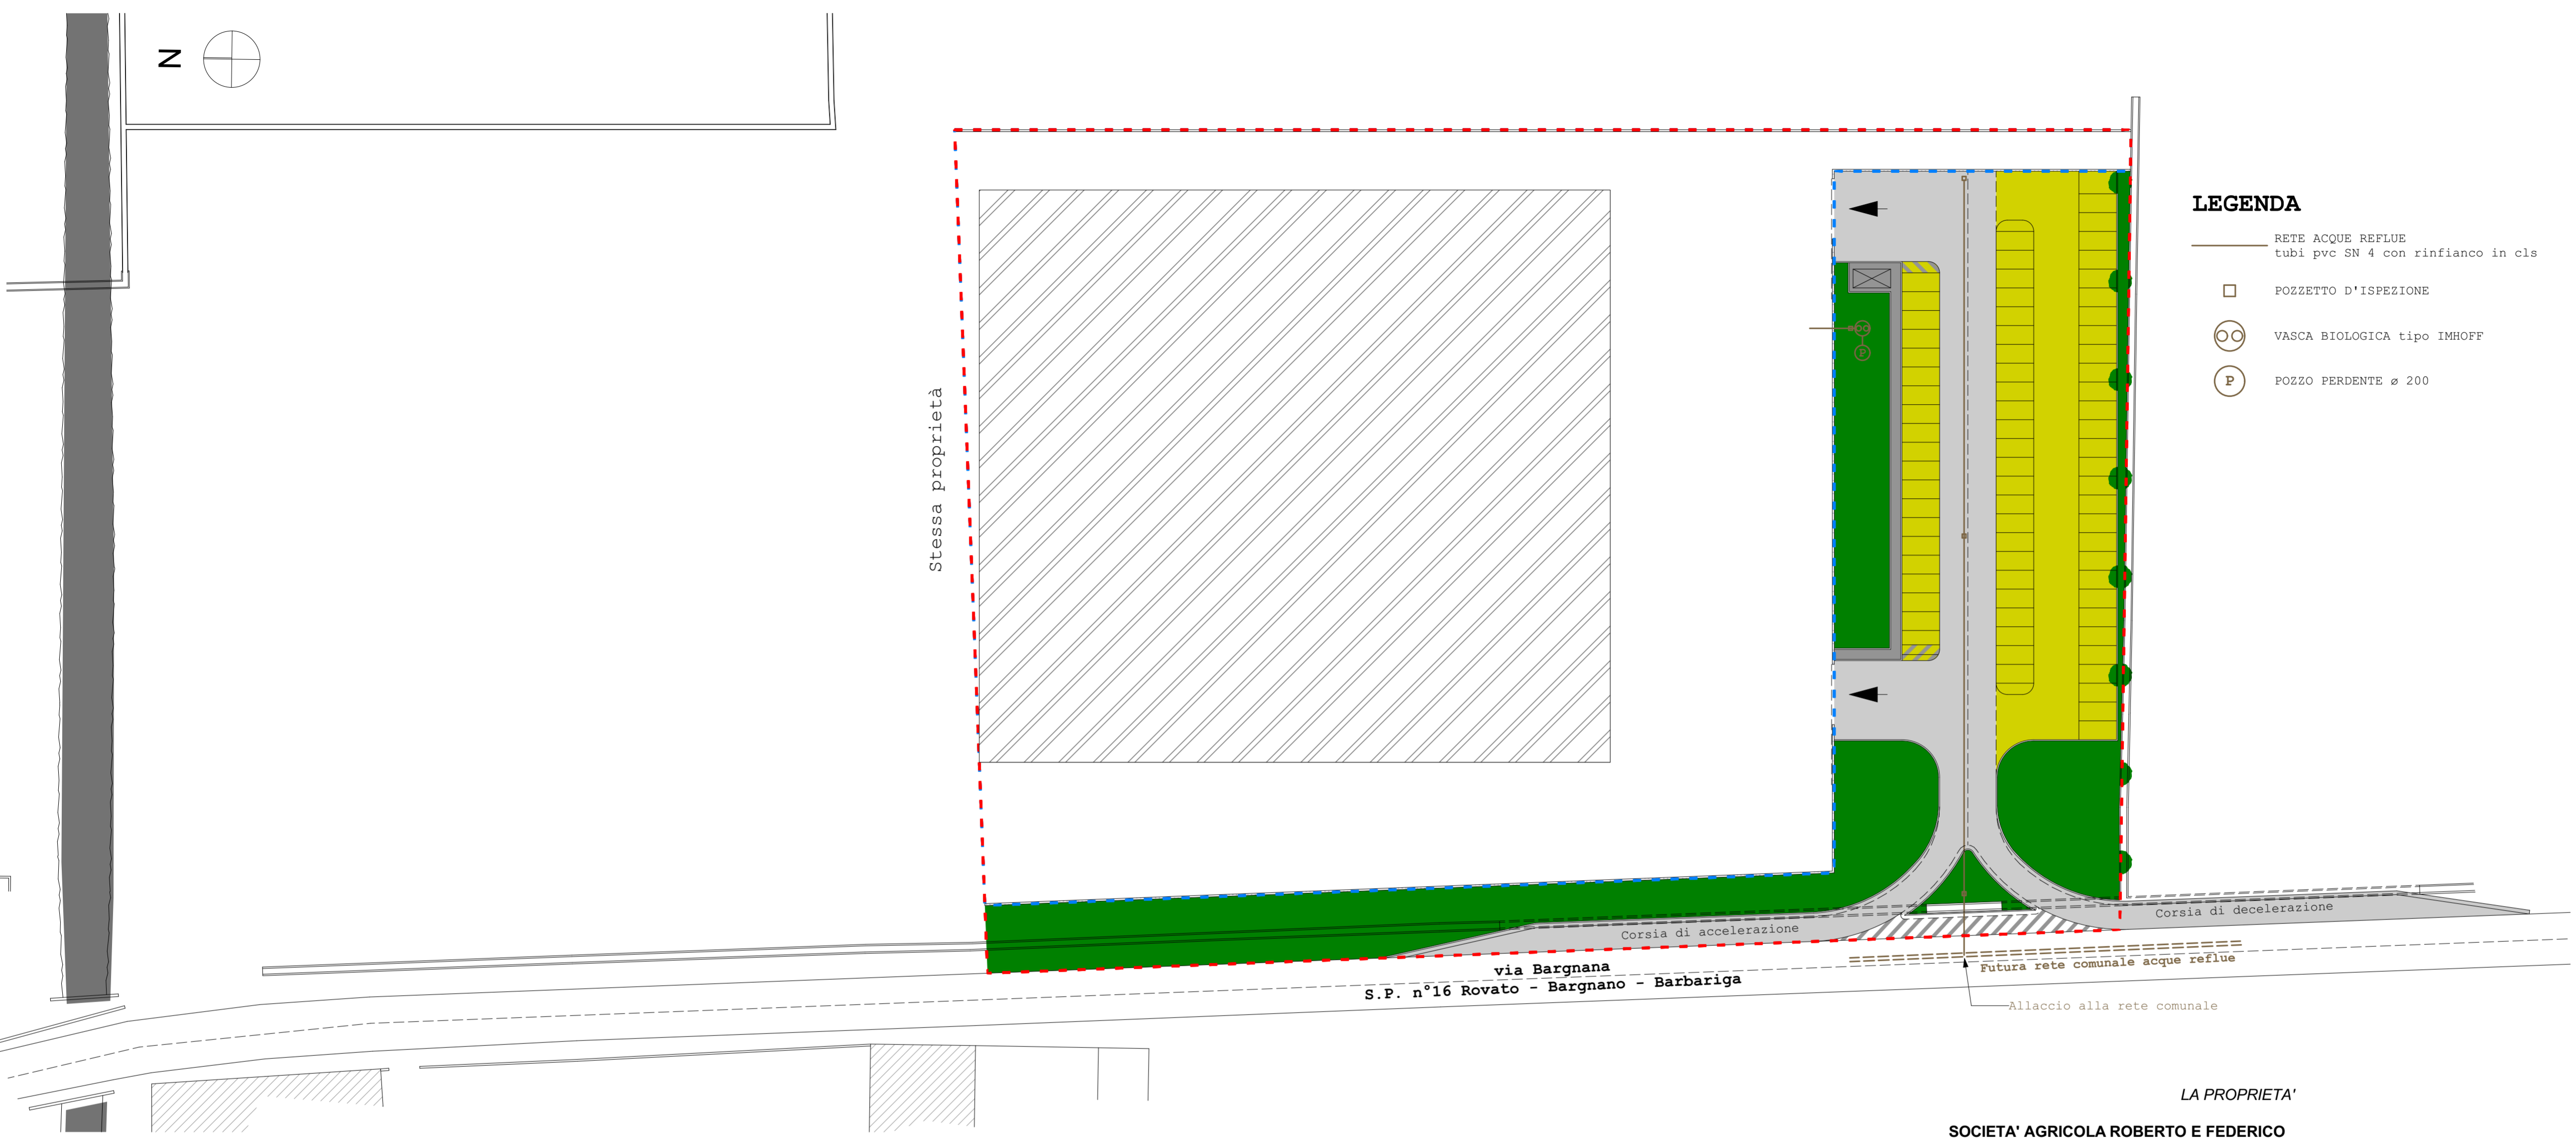 N
LEGENDA
RETE ACQUE REFLUE
tubi pvc SN 4 con rinfianco in cls
POZZETTO D'ISPEZIONE
VASCA BIOLOGICA tipo IMHOFF
P
POZZO PERDENTE ø 200
P
Stessa proprietà
Corsia di decelerazione
Corsia di accelerazione
via Bargnana
S.P. n°16 Rovato - Bargnano - Barbariga
Futura rete comunale acque reflue
Allaccio alla rete comunale
LA PROPRIETA'
SOCIETA' AGRICOLA ROBERTO E FEDERICO